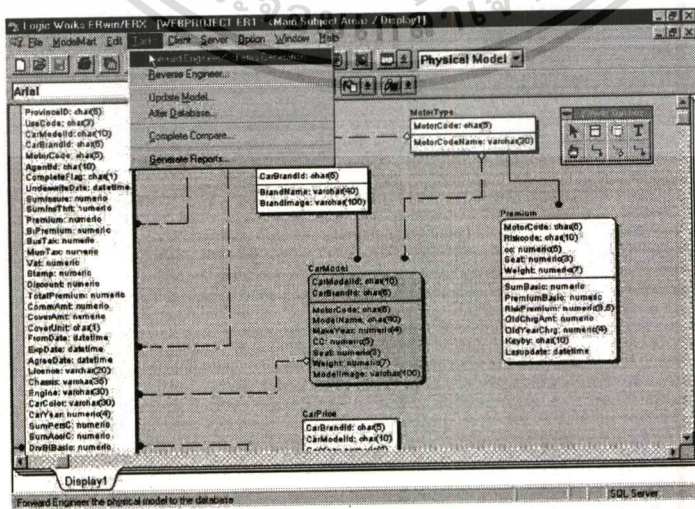 Logic Works ERwin/ERX - [WEBPROJECT.ER1 - <Main Subject Area> / Display1]
File ModelMart Edit Tasks Client Server Option Window Help
Physical Model
Arial
Reverse Engineer...
Update Model...
Alter Database...
Complete Compare...
Generate Reports...
ProvinceID: char(5)
UseCode: char(3)
CarModelId: char(10)
CarBrandId: char(5)
MotorCode: char(5)
AgentId: char(10)
CompleteFlag: char(1)
UnderwriteDate: datetime
SumInsure: numeric
SumInsThft: numeric
Premium: numeric
BiPremium: numeric
BusTax: numeric
MunTax: numeric
Vat: numeric
Stamp: numeric
Discount: numeric
TotalPremium: numeric
CommAmt: numeric
CoverAmt: numeric
CoverUnit: char(1)
FromDate: datetime
ExpDate: datetime
AgreeDate: datetime
Licence: varchar(20)
Chassis: varchar(35)
Engine: varchar(30)
CarColor: varchar(30)
CarYear: numeric(4)
SumPerIC: numeric
DrvBIBasic: numeric
CarBrandId: char(5)
BrandName: varchar(40)
BrandImage: varchar(100)
MotorType
MotorCode: char(5)
MotorCodeName: varchar(30)
Premium
MotorCode: char(5)
Riskcode: char(10)
cc: numeric(5)
Seat: numeric(3)
Weight: numeric(7)
SumBasic: numeric
PremiumBasic: numeric
RiskPremium: numeric(3,5)
OldChrgAmt: numeric
OldYearChrg: numeric(4)
Keyby: char(10)
Lasupdate: datetime
CarModel
CarModelId: char(10)
CarBrandId: char(5)
MotorCode: char(5)
ModelName: char(40)
MakeYear: numeric(4)
CC: numeric(5)
Seat: numeric(3)
Weight: numeric(7)
ModelImage: varchar(100)
CarPrice
CarBrandId: char(5)
CarModelId: char(10)
Display1
Forward Engineer the physical model to the database
SQL Server